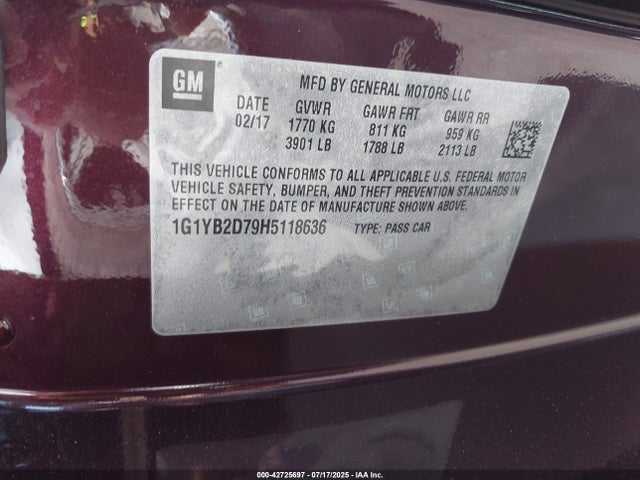 GM
MFD BY GENERAL MOTORS LLC
DATE GVWR GAWR FRT GAWR RR
02/17 1770 KG 811 KG 959 KG
3901 LB 1788 LB 2113 LB
THIS VEHICLE CONFORMS TO ALL APPLICABLE U.S. FEDERAL MOTOR
VEHICLE SAFETY, BUMPER, AND THEFT PREVENTION STANDARDS
IN EFFECT ON THE DATE OF MANUFACTURE SHOWN ABOVE.
1G1YB2D79H5118636 TYPE: PASS CAR
000-42725697 - 07/17/2025 - IAA Inc.